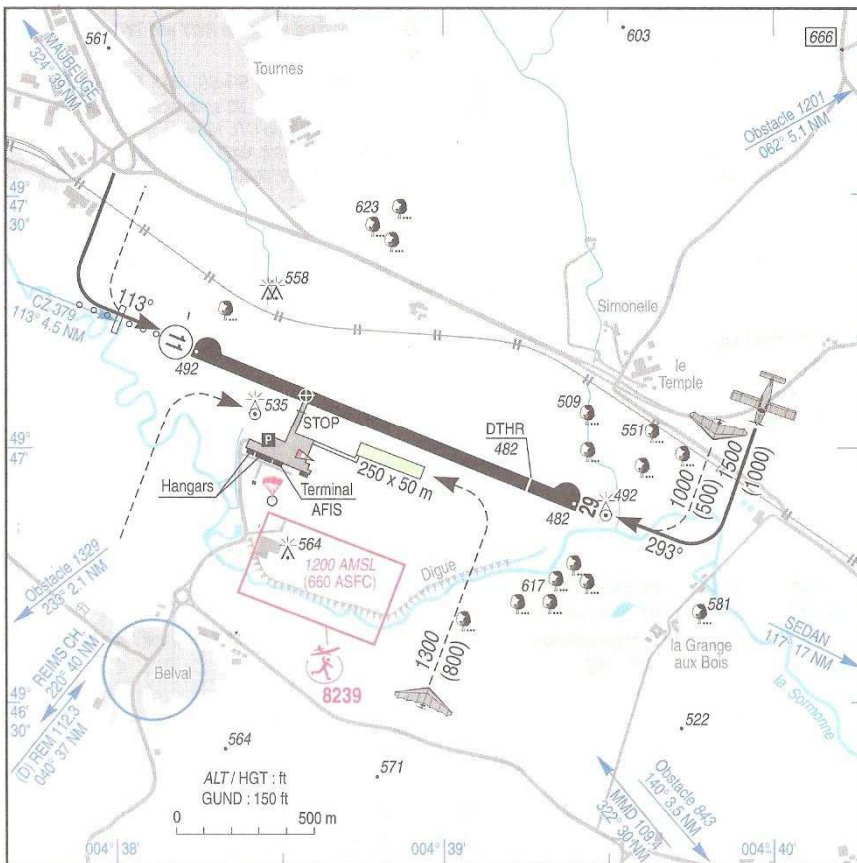 561
603
666
MAUBEUGE
324° 39 NM
Tournes
Obstacle 1201
062° 5.1 NM
49°
47'
30"
623
558
CZ 379
113° 4.5 NM
113°
11
492
Simonelle
le
Temple
535
STOP
P
509
551
DTHR
482
1500
(1000)
1000
(500)
49°
47'
250 x 50 m
Hangars
Terminal
AFIS
492
482
29
293°
564
1200 AMSL
(660 ASFC)
Digue
617
581
Obstacle 1329
233° 2.1 NM
SEDAN
117° 17 NM
la Grange
aux Bois
la Sormonne
REIMS CH.
220° 40 NM
Belval
8239
1300
(800)
49°
46'
30"
(D) REM 112.3
040° 37 NM
564
571
522
ALT / HGT : ft
GUND : 150 ft
0 500 m
MMD 109.4
322° 30 NM
Obstacle 843
140° 3.5 NM
004° 38'
004° 39'
004° 40'